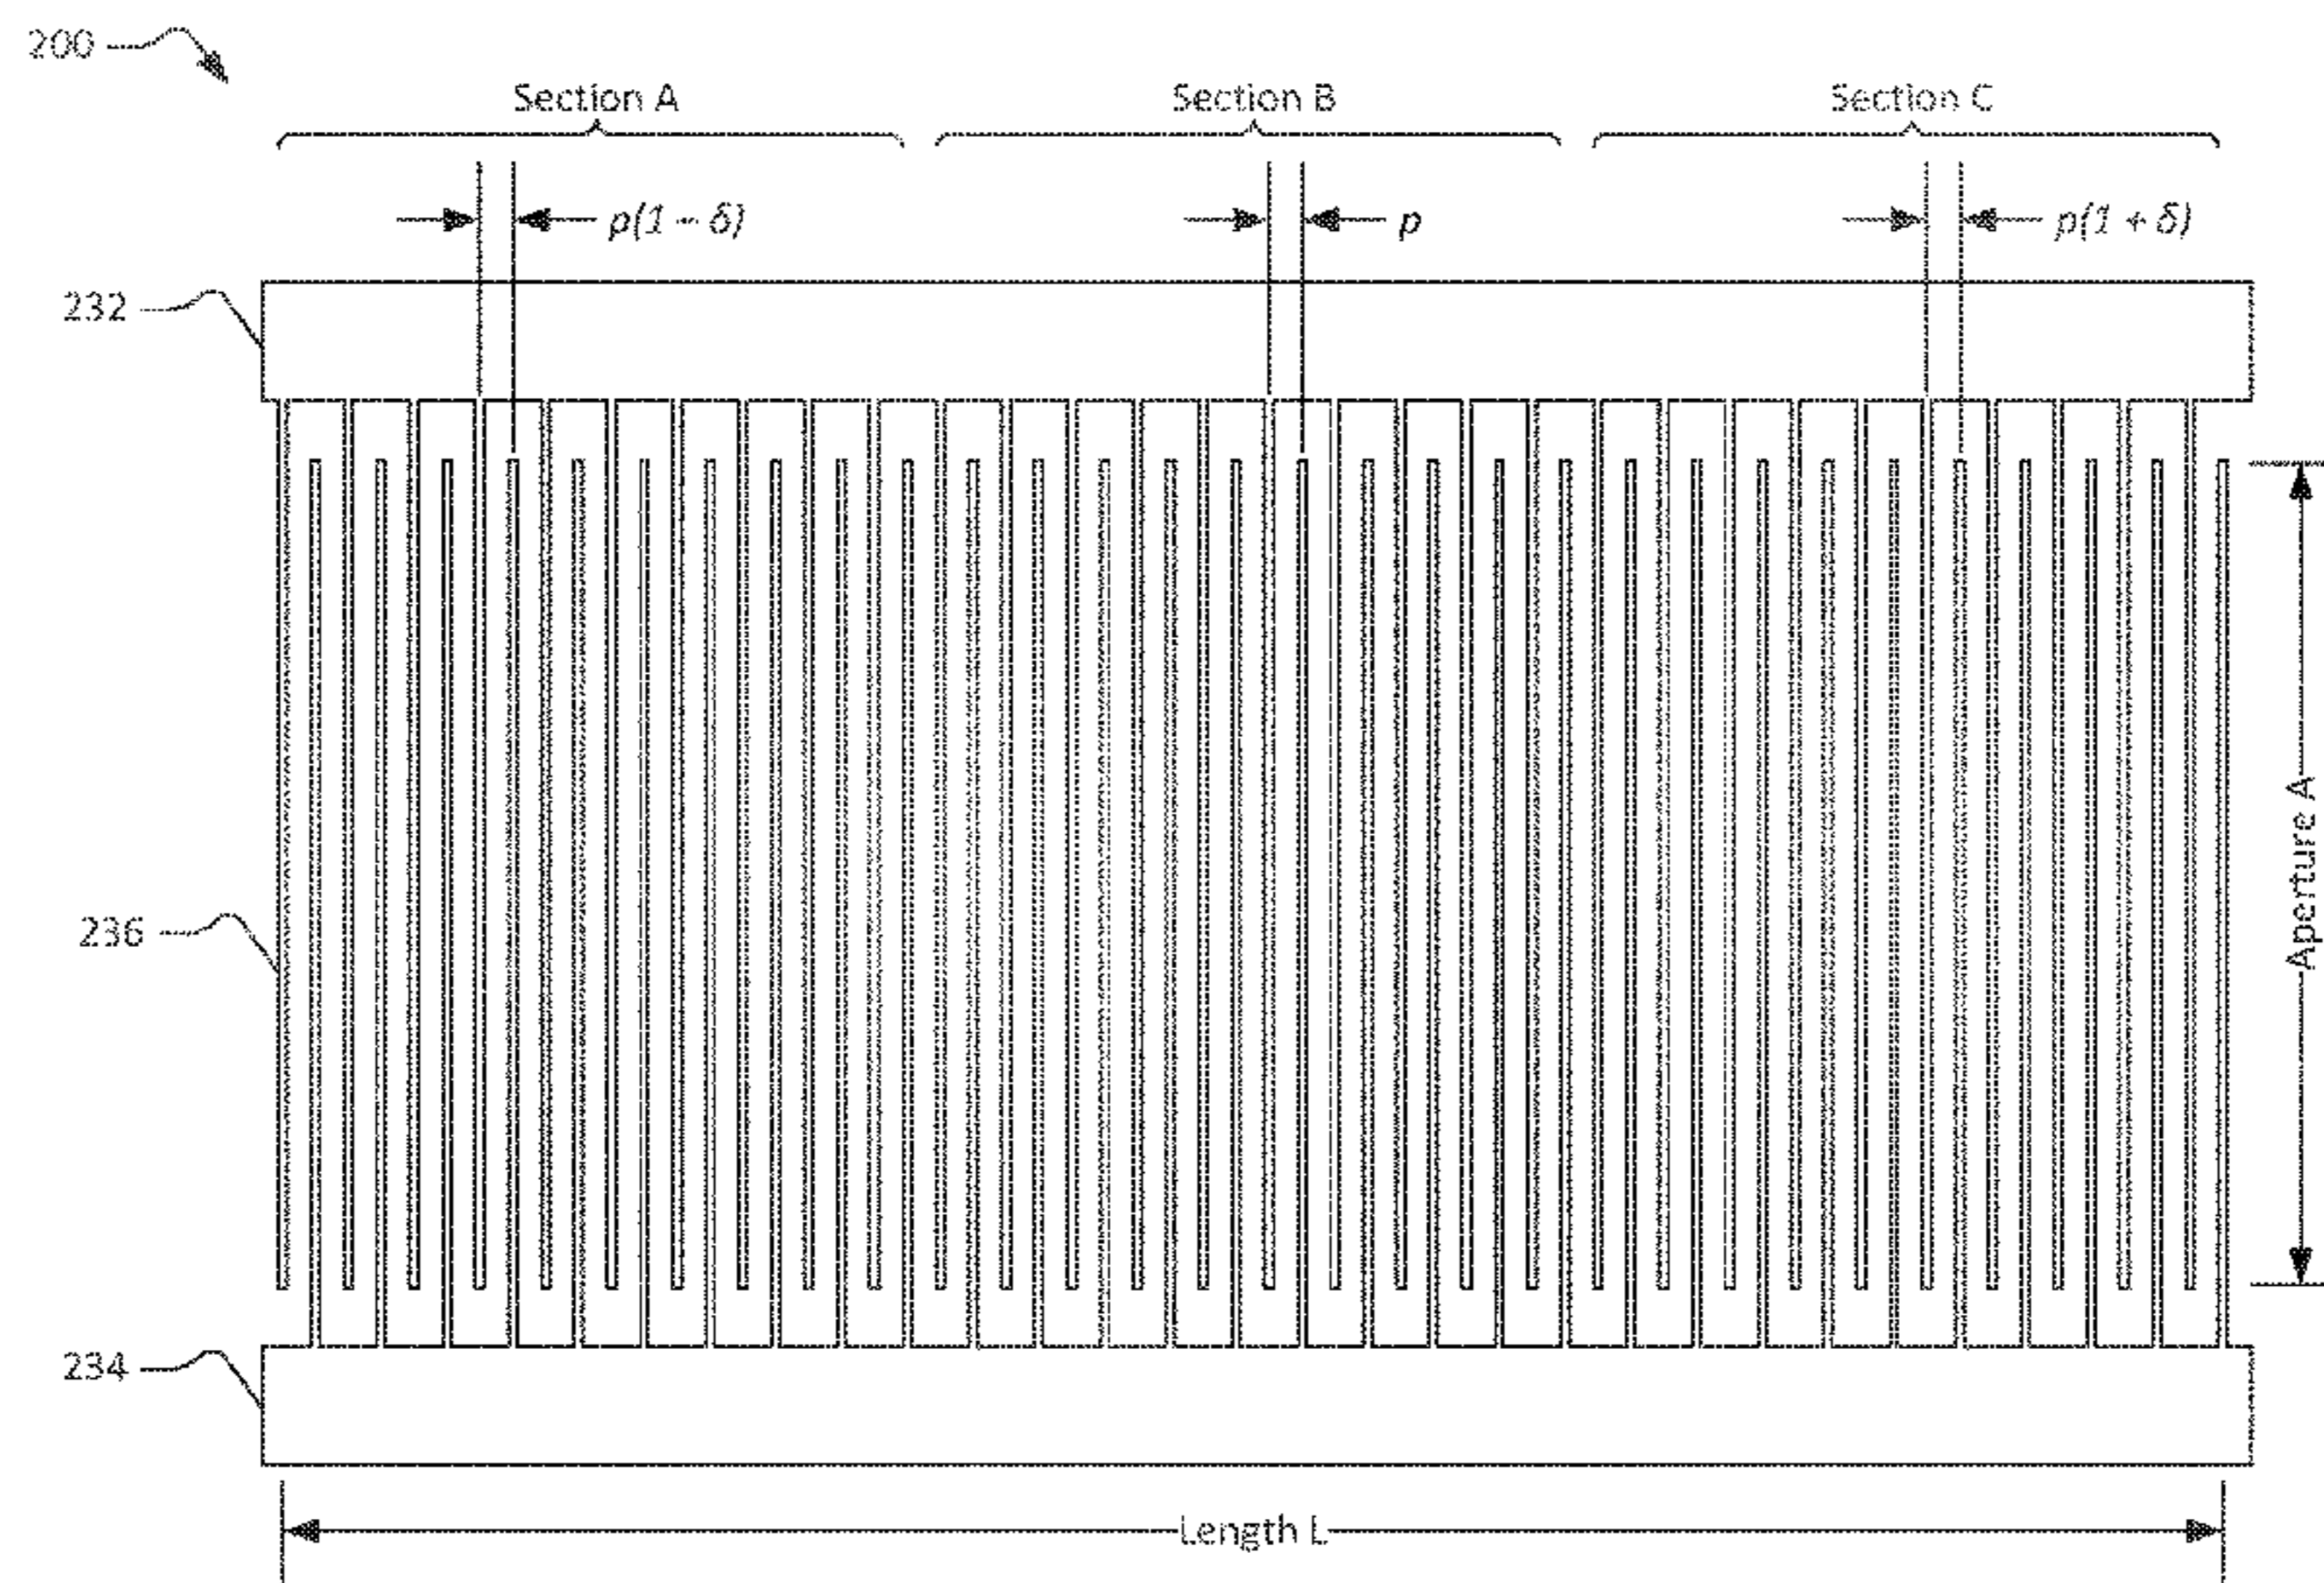 200
Section A
Section B
Section C
p(1 - δ)
p
p(1 + δ)
232
236
Aperture A
234
Length L